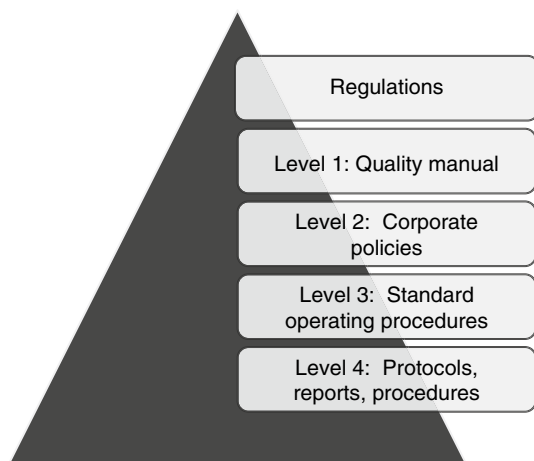 Regulations
Level 1: Quality manual
Level 2:  Corporate
policies
Level 3:  Standard
operating procedures
Level 4:  Protocols,
reports, procedures